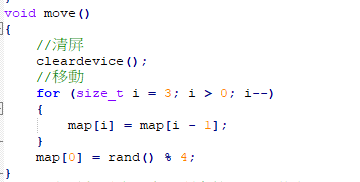 void move()
{
    //清屏
    cleardevice();
    //移動
    for (size_t i = 3; i > 0; i--)
    {
        map[i] = map[i - 1];
    }
    map[0] = rand() % 4;
}